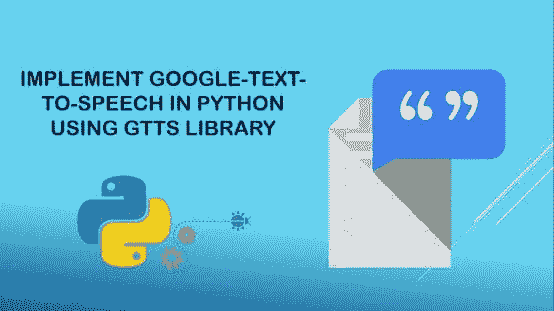 IMPLEMENT GOOGLE-TEXT-
TO-SPEECH IN PYTHON
USING GTTS LIBRARY
“ ”